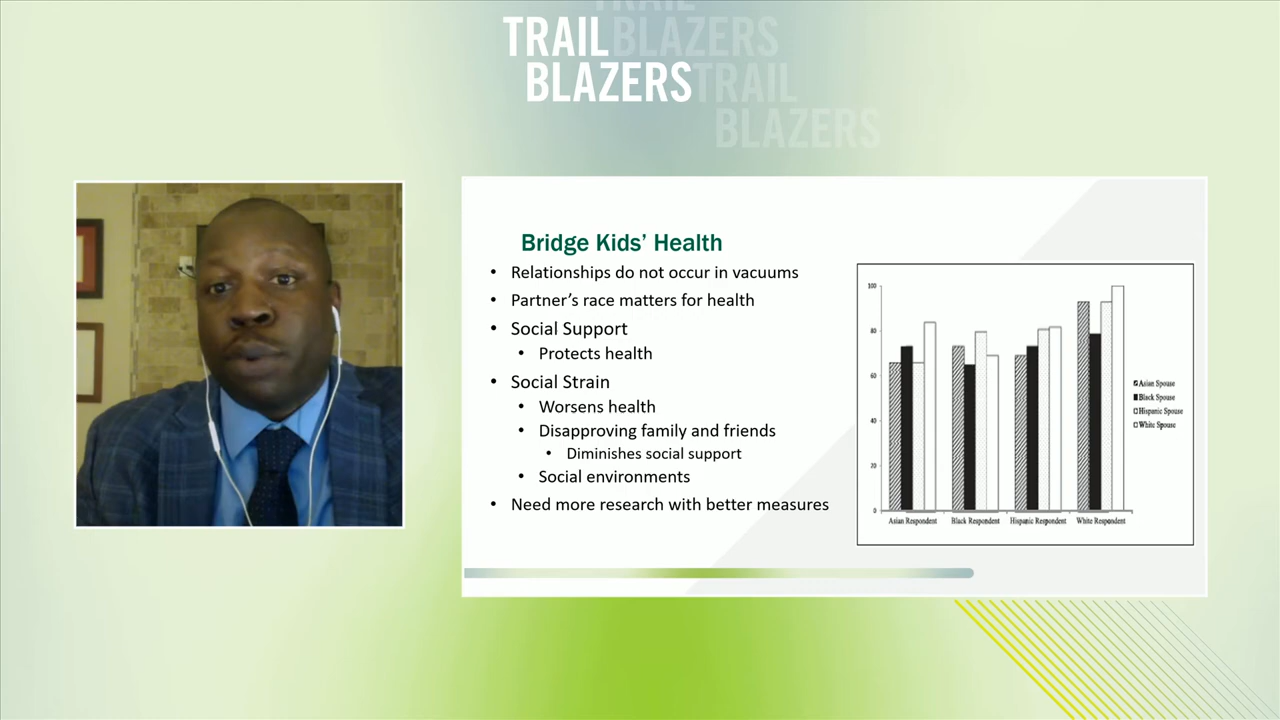 TRAIL
TRAILBLAZERS
BLAZERSTRAIL
BLAZERS
Bridge Kids' Health
• Relationships do not occur in vacuums
• Partner's race matters for health
• Social Support
• Protects health
• Social Strain
• Worsens health
• Disapproving family and friends
• Diminishes social support
• Social environments
• Need more research with better measures
100
80
60
40
20
0
Asian Respondent
Black Respondent
Hispanic Respondent
White Respondent
Asian Spouse
Black Spouse
Hispanic Spouse
White Spouse